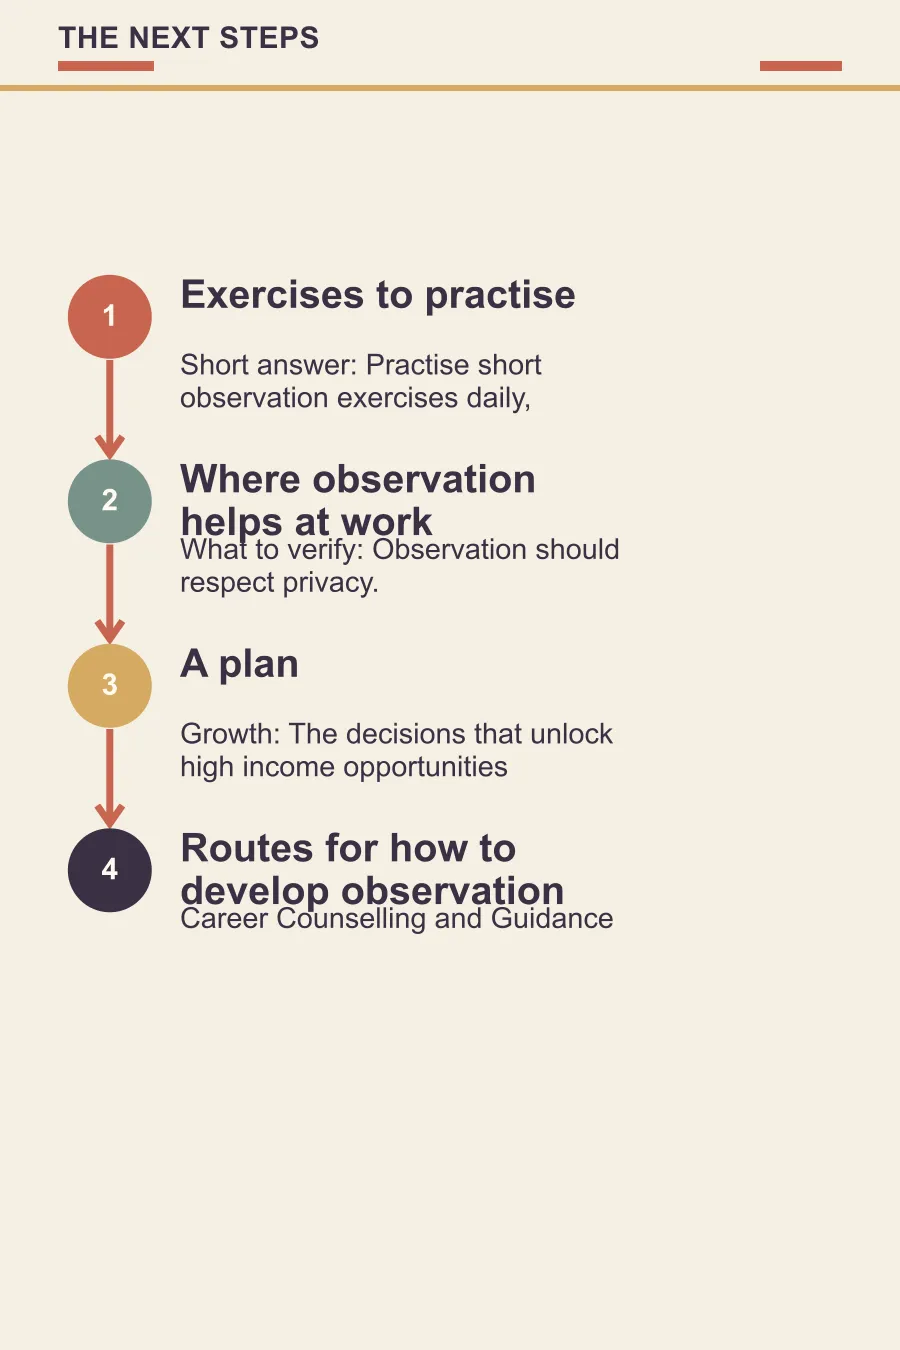 THE NEXT STEPS
1
Exercises to practise
Short answer: Practise short
observation exercises daily,
2
Where observation
helps at work
What to verify: Observation should
respect privacy.
3
A plan
Growth: The decisions that unlock
high income opportunities
4
Routes for how to
develop observation
Career Counselling and Guidance